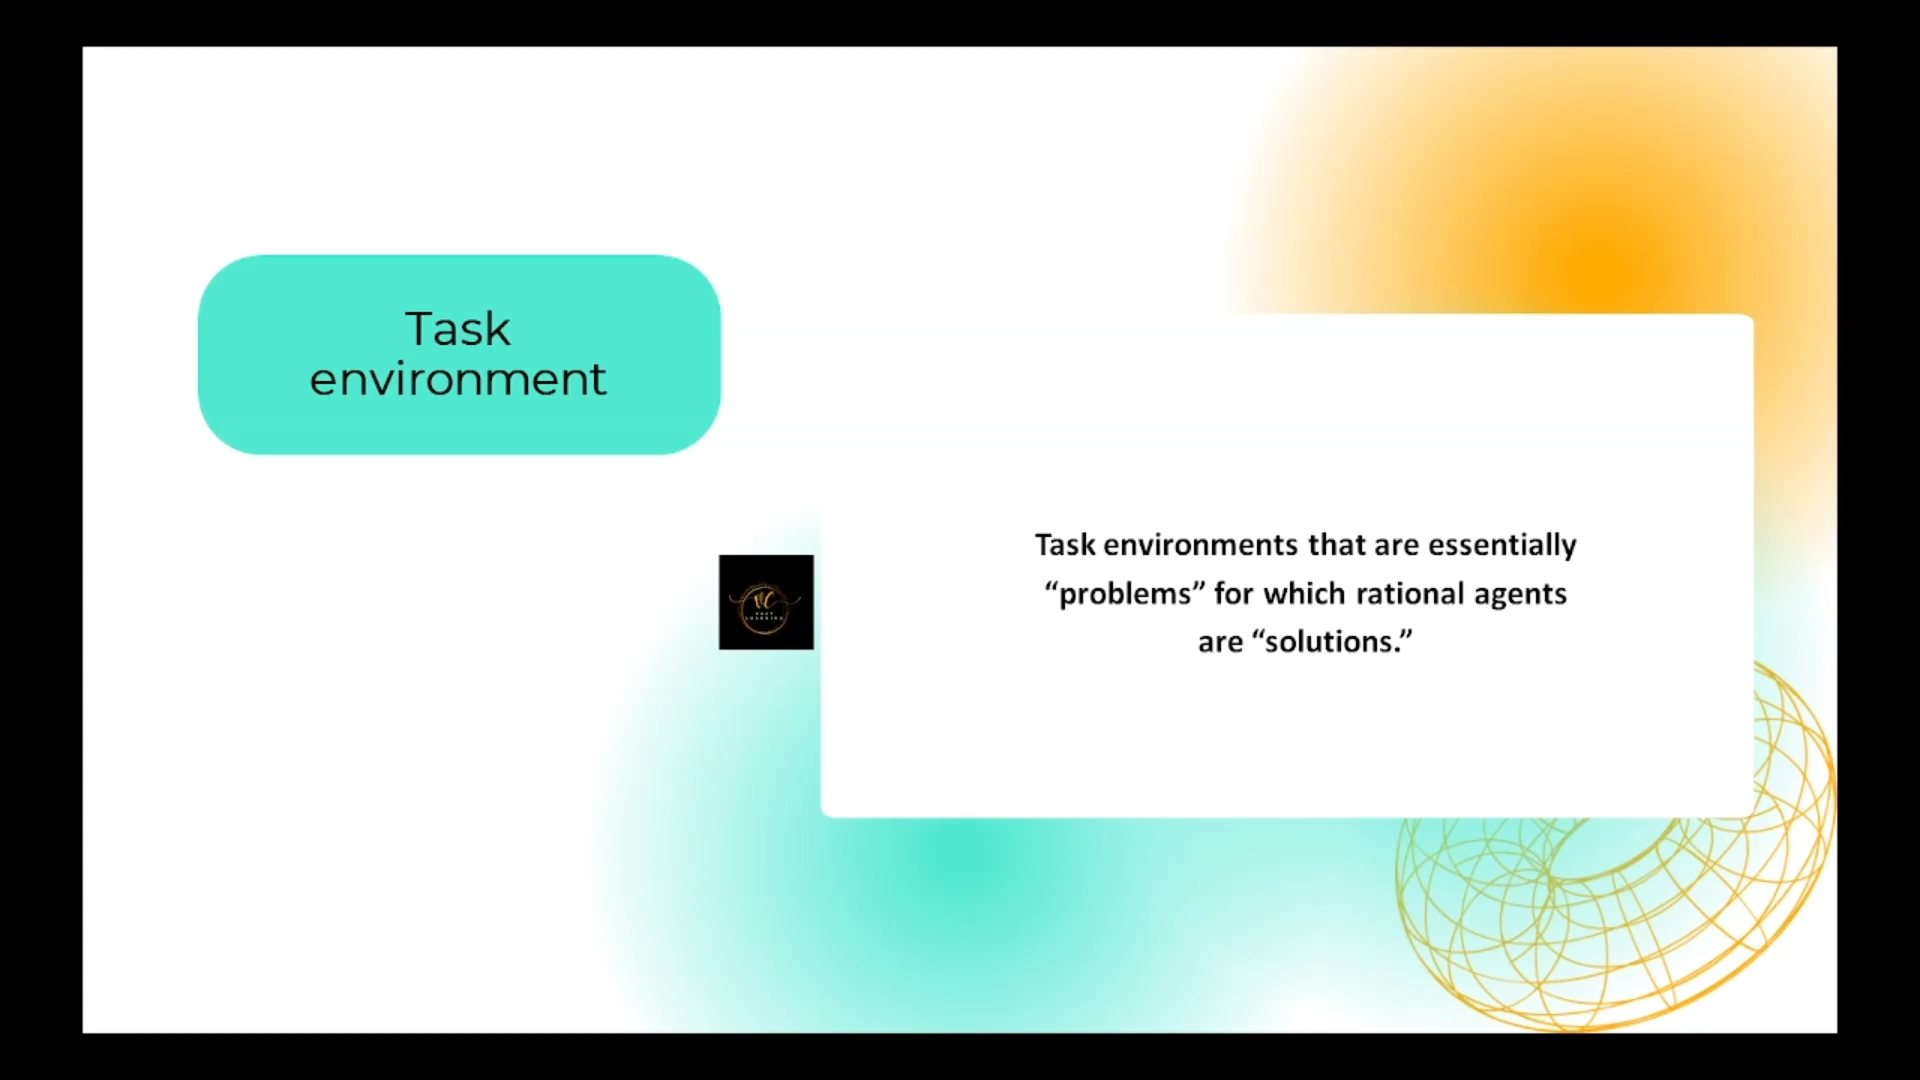 Task
environment
Task environments that are essentially
“problems” for which rational agents
are “solutions.”